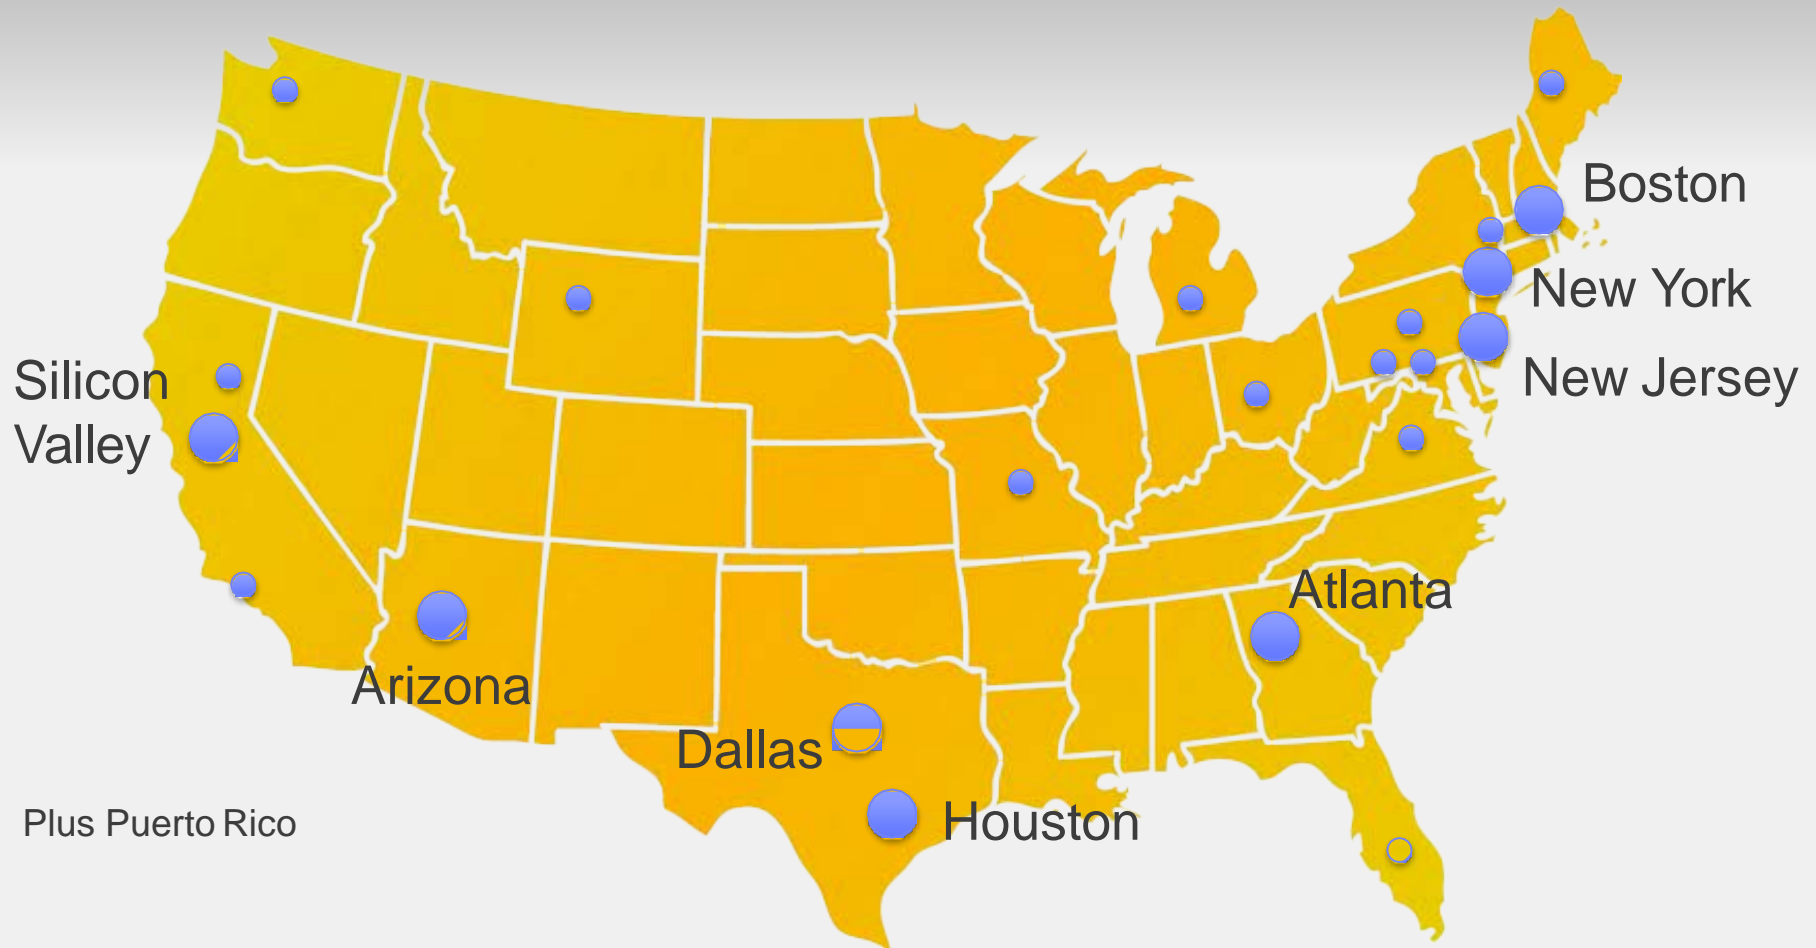 Boston
New York
New Jersey
Silicon
Valley
Atlanta
Arizona
Dallas
Houston
Plus Puerto Rico